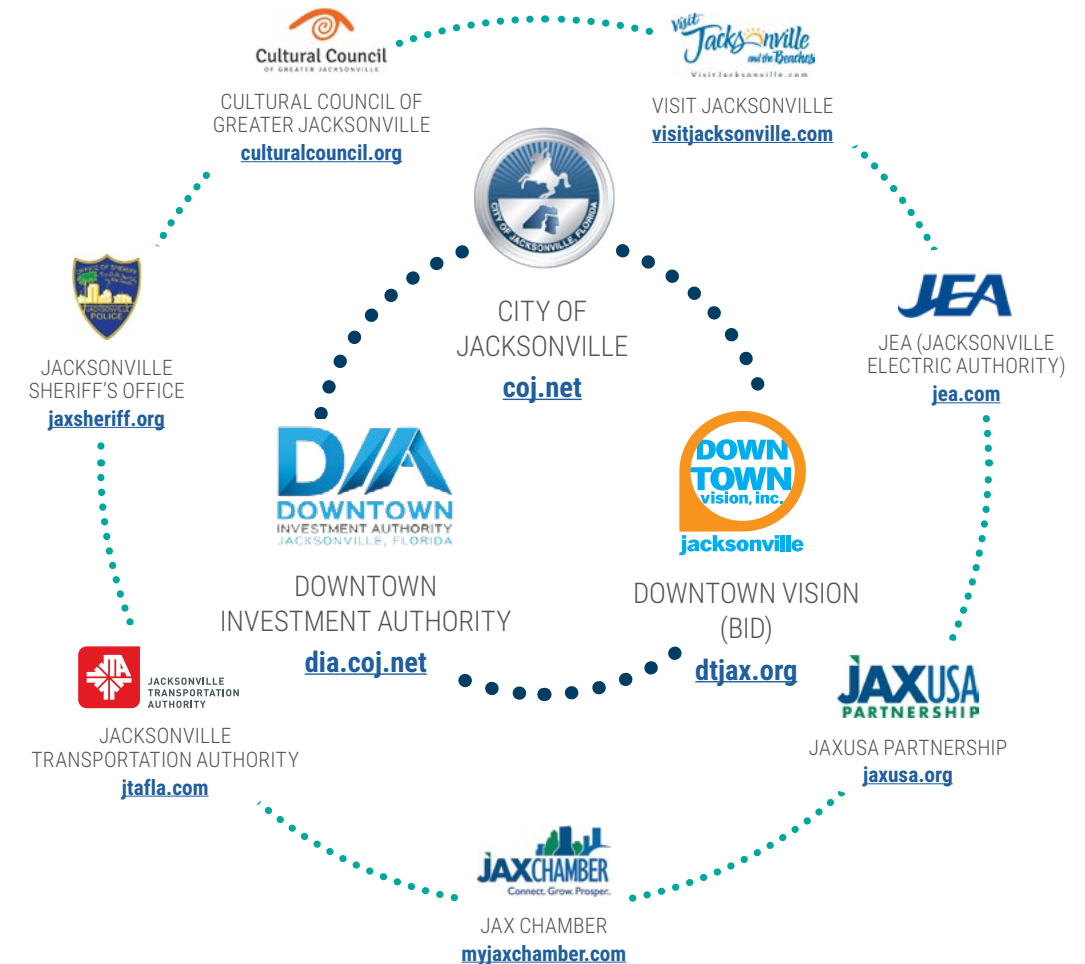 Cultural Council
OF GREATER JACKSONVILLE
CULTURAL COUNCIL OF
GREATER JACKSONVILLE
culturalcouncil.org
Visit
Jacksonville
and the Beaches
VisitJacksonville.com
VISIT JACKSONVILLE
visitjacksonville.com
CITY OF JACKSONVILLE, FLORIDA
CITY OF
JACKSONVILLE
coj.net
OFFICE OF SHERIFF
JACKSONVILLE
POLICE
JACKSONVILLE
SHERIFF'S OFFICE
jaxsheriff.org
JEA
JEA (JACKSONVILLE
ELECTRIC AUTHORITY)
jea.com
DIA
DOWNTOWN
INVESTMENT AUTHORITY
JACKSONVILLE, FLORIDA
DOWNTOWN
INVESTMENT AUTHORITY
dia.coj.net
DOWN
TOWN
vision, inc.
jacksonville
DOWNTOWN VISION
(BID)
dtjax.org
JTA
JACKSONVILLE
TRANSPORTATION
AUTHORITY
JACKSONVILLE
TRANSPORTATION AUTHORITY
jtafla.com
JAXUSA
PARTNERSHIP
JAXUSA PARTNERSHIP
jaxusa.org
JAXCHAMBER
Connect. Grow. Prosper.
JAX CHAMBER
myjaxchamber.com